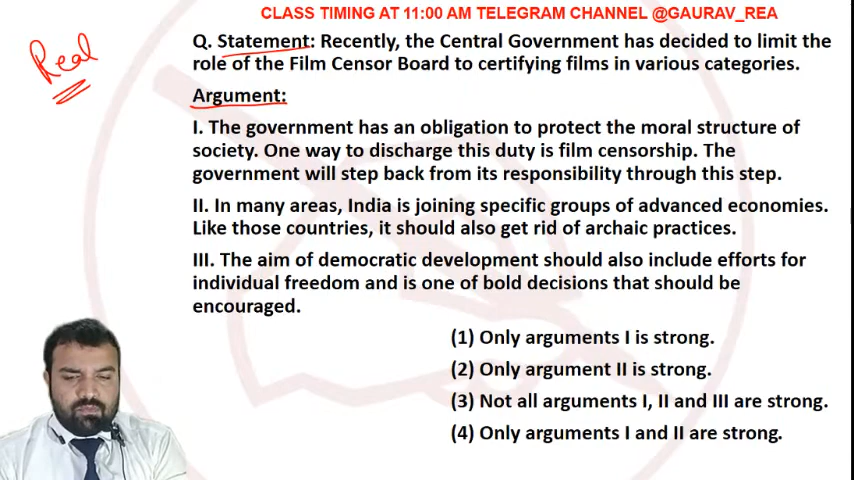 CLASS TIMING AT 11:00 AM TELEGRAM CHANNEL @GAURAV_REA
Real
Q. Statement: Recently, the Central Government has decided to limit the
role of the Film Censor Board to certifying films in various categories.
Argument:
I. The government has an obligation to protect the moral structure of
society. One way to discharge this duty is film censorship. The
government will step back from its responsibility through this step.
II. In many areas, India is joining specific groups of advanced economies.
Like those countries, it should also get rid of archaic practices.
III. The aim of democratic development should also include efforts for
individual freedom and is one of bold decisions that should be
encouraged.
(1) Only arguments I is strong.
(2) Only argument II is strong.
(3) Not all arguments I, II and III are strong.
(4) Only arguments I and II are strong.